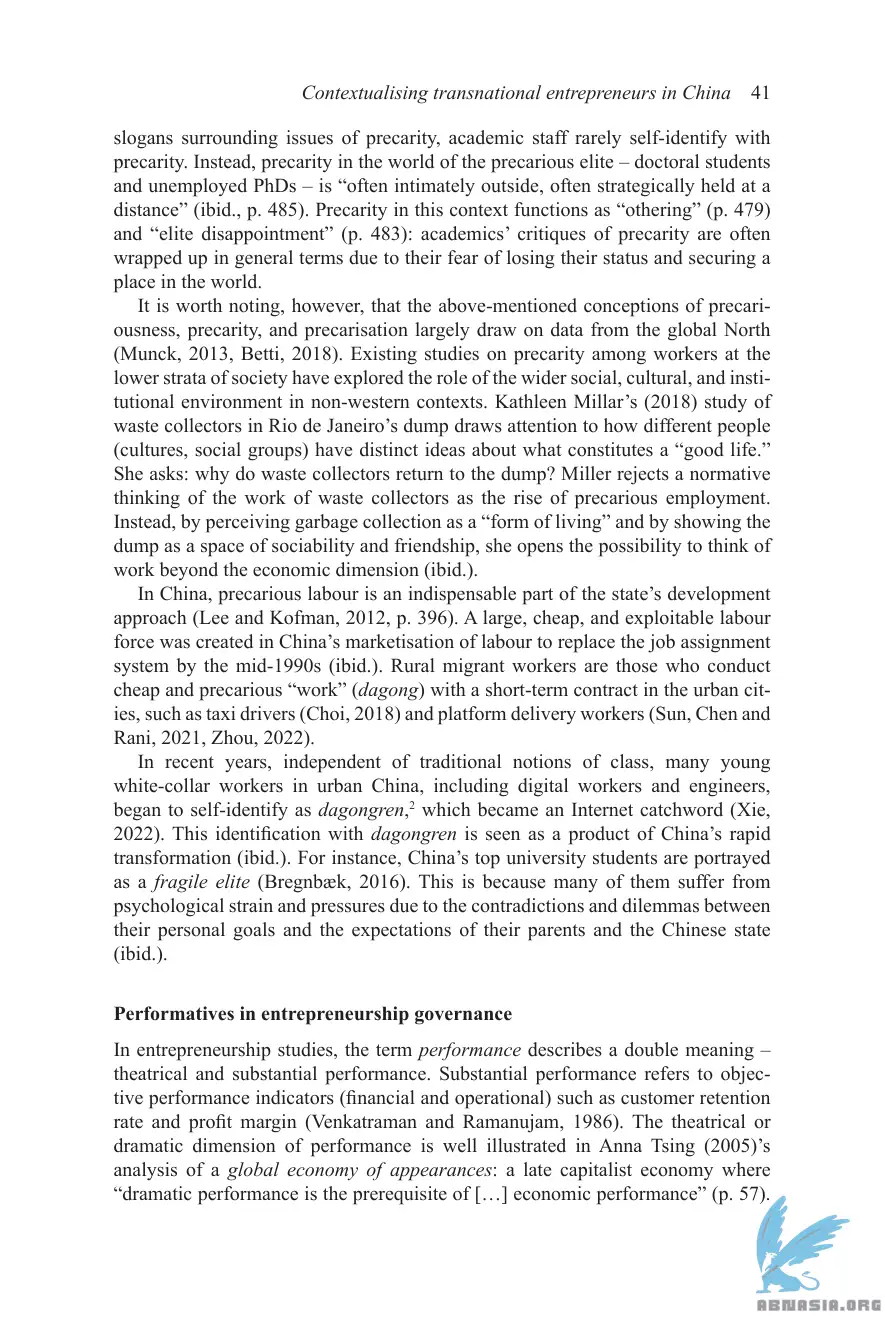 Contextualising transnational entrepreneurs in China 41
slogans surrounding issues of precarity, academic staff rarely self-identify with
precarity. Instead, precarity in the world of the precarious elite – doctoral students
and unemployed PhDs – is “often intimately outside, often strategically held at a
distance” (ibid., p. 485). Precarity in this context functions as “othering” (p. 479)
and “elite disappointment” (p. 483): academics’ critiques of precarity are often
wrapped up in general terms due to their fear of losing their status and securing a
place in the world.
It is worth noting, however, that the above-mentioned conceptions of precari-
ousness, precarity, and precarisation largely draw on data from the global North
(Munck, 2013, Betti, 2018). Existing studies on precarity among workers at the
lower strata of society have explored the role of the wider social, cultural, and insti-
tutional environment in non-western contexts. Kathleen Millar’s (2018) study of
waste collectors in Rio de Janeiro’s dump draws attention to how different people
(cultures, social groups) have distinct ideas about what constitutes a “good life.”
She asks: why do waste collectors return to the dump? Miller rejects a normative
thinking of the work of waste collectors as the rise of precarious employment.
Instead, by perceiving garbage collection as a “form of living” and by showing the
dump as a space of sociability and friendship, she opens the possibility to think of
work beyond the economic dimension (ibid.).
In China, precarious labour is an indispensable part of the state’s development
approach (Lee and Kofman, 2012, p. 396). A large, cheap, and exploitable labour
force was created in China’s marketisation of labour to replace the job assignment
system by the mid-1990s (ibid.). Rural migrant workers are those who conduct
cheap and precarious “work” (dagong) with a short-term contract in the urban cit-
ies, such as taxi drivers (Choi, 2018) and platform delivery workers (Sun, Chen and
Rani, 2021, Zhou, 2022).
In recent years, independent of traditional notions of class, many young
white-collar workers in urban China, including digital workers and engineers,
began to self-identify as dagongren,2 which became an Internet catchword (Xie,
2022). This identification with dagongren is seen as a product of China’s rapid
transformation (ibid.). For instance, China’s top university students are portrayed
as a fragile elite (Bregnbæk, 2016). This is because many of them suffer from
psychological strain and pressures due to the contradictions and dilemmas between
their personal goals and the expectations of their parents and the Chinese state
(ibid.).
Performatives in entrepreneurship governance
In entrepreneurship studies, the term performance describes a double meaning –
theatrical and substantial performance. Substantial performance refers to objec-
tive performance indicators (financial and operational) such as customer retention
rate and profit margin (Venkatraman and Ramanujam, 1986). The theatrical or
dramatic dimension of performance is well illustrated in Anna Tsing (2005)’s
analysis of a global economy of appearances: a late capitalist economy where
“dramatic performance is the prerequisite of […] economic performance” (p. 57).
ABNASIA.ORG